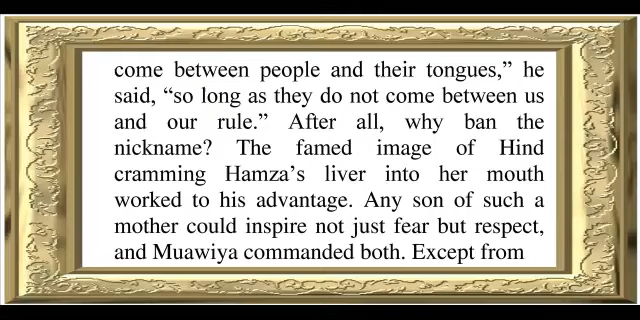 come between people and their tongues,” he
said, “so long as they do not come between us
and our rule.” After all, why ban the
nickname? The famed image of Hind
cramming Hamza’s liver into her mouth
worked to his advantage. Any son of such a
mother could inspire not just fear but respect,
and Muawiya commanded both. Except from